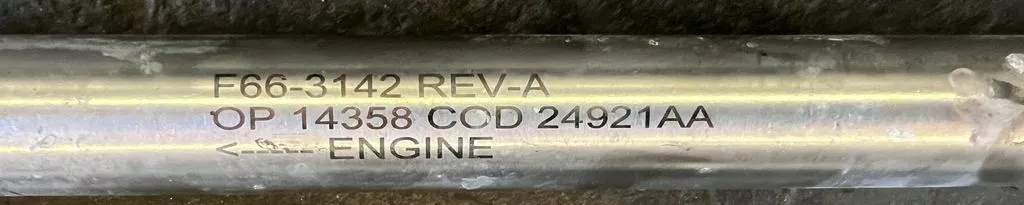 F66-3142 REV-A
OP 14358 COD 24921AA
<----- ENGINE